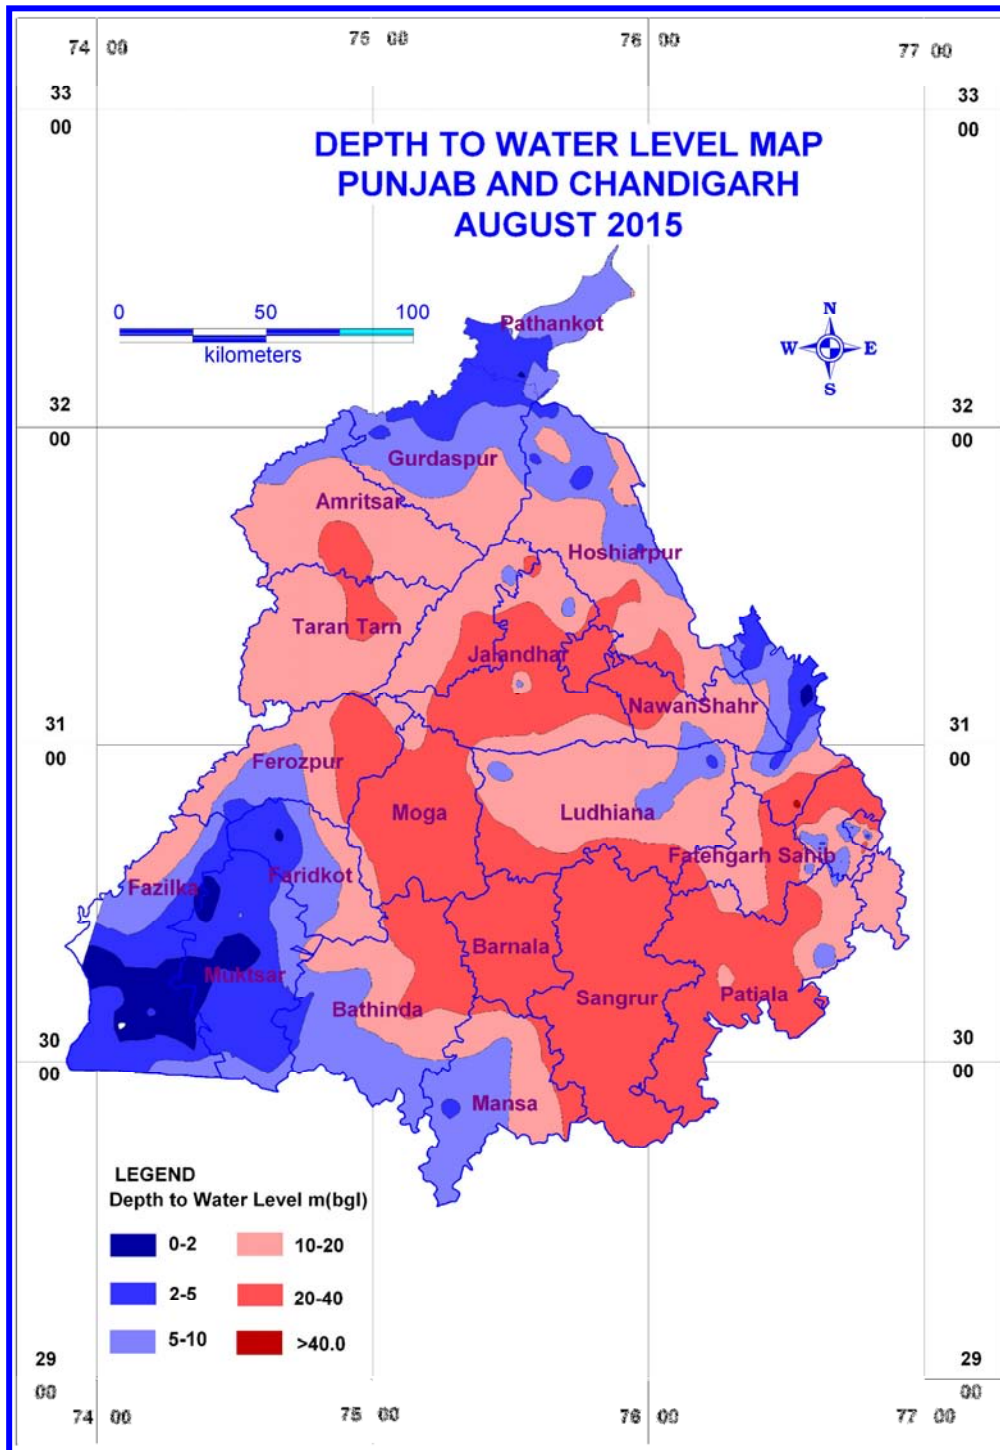 74 00
75 00
76 00
77 00
33
00
33
00
DEPTH TO WATER LEVEL MAP
PUNJAB AND CHANDIGARH
AUGUST 2015
0 50 100
kilometers
N
W E
S
Pathankot
32
00
32
00
Gurdaspur
Amritsar
Hoshiarpur
Taran Tarn
Jalandhar
NawanShahr
31
00
31
00
Ferozpur
Moga
Ludhiana
Fatehgarh Sahib
Faridkot
Fazilka
Barnala
Muktsar
Sangrur
Patiala
Bathinda
30
00
30
00
Mansa
LEGEND
Depth to Water Level m(bgl)
0-2 10-20
2-5 20-40
5-10 >40.0
29
00
29
00
74 00
75 00
76 00
77 00